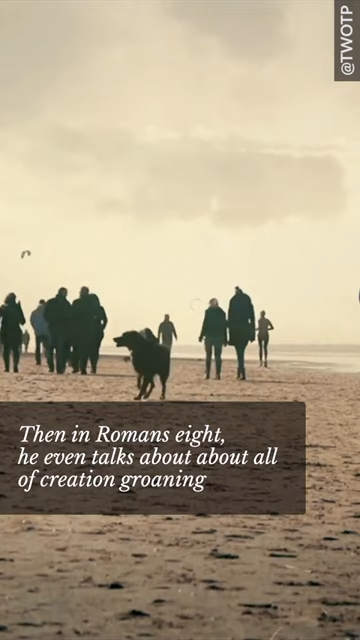 @TWOTP
Then in Romans eight,
he even talks about about all
of creation groaning